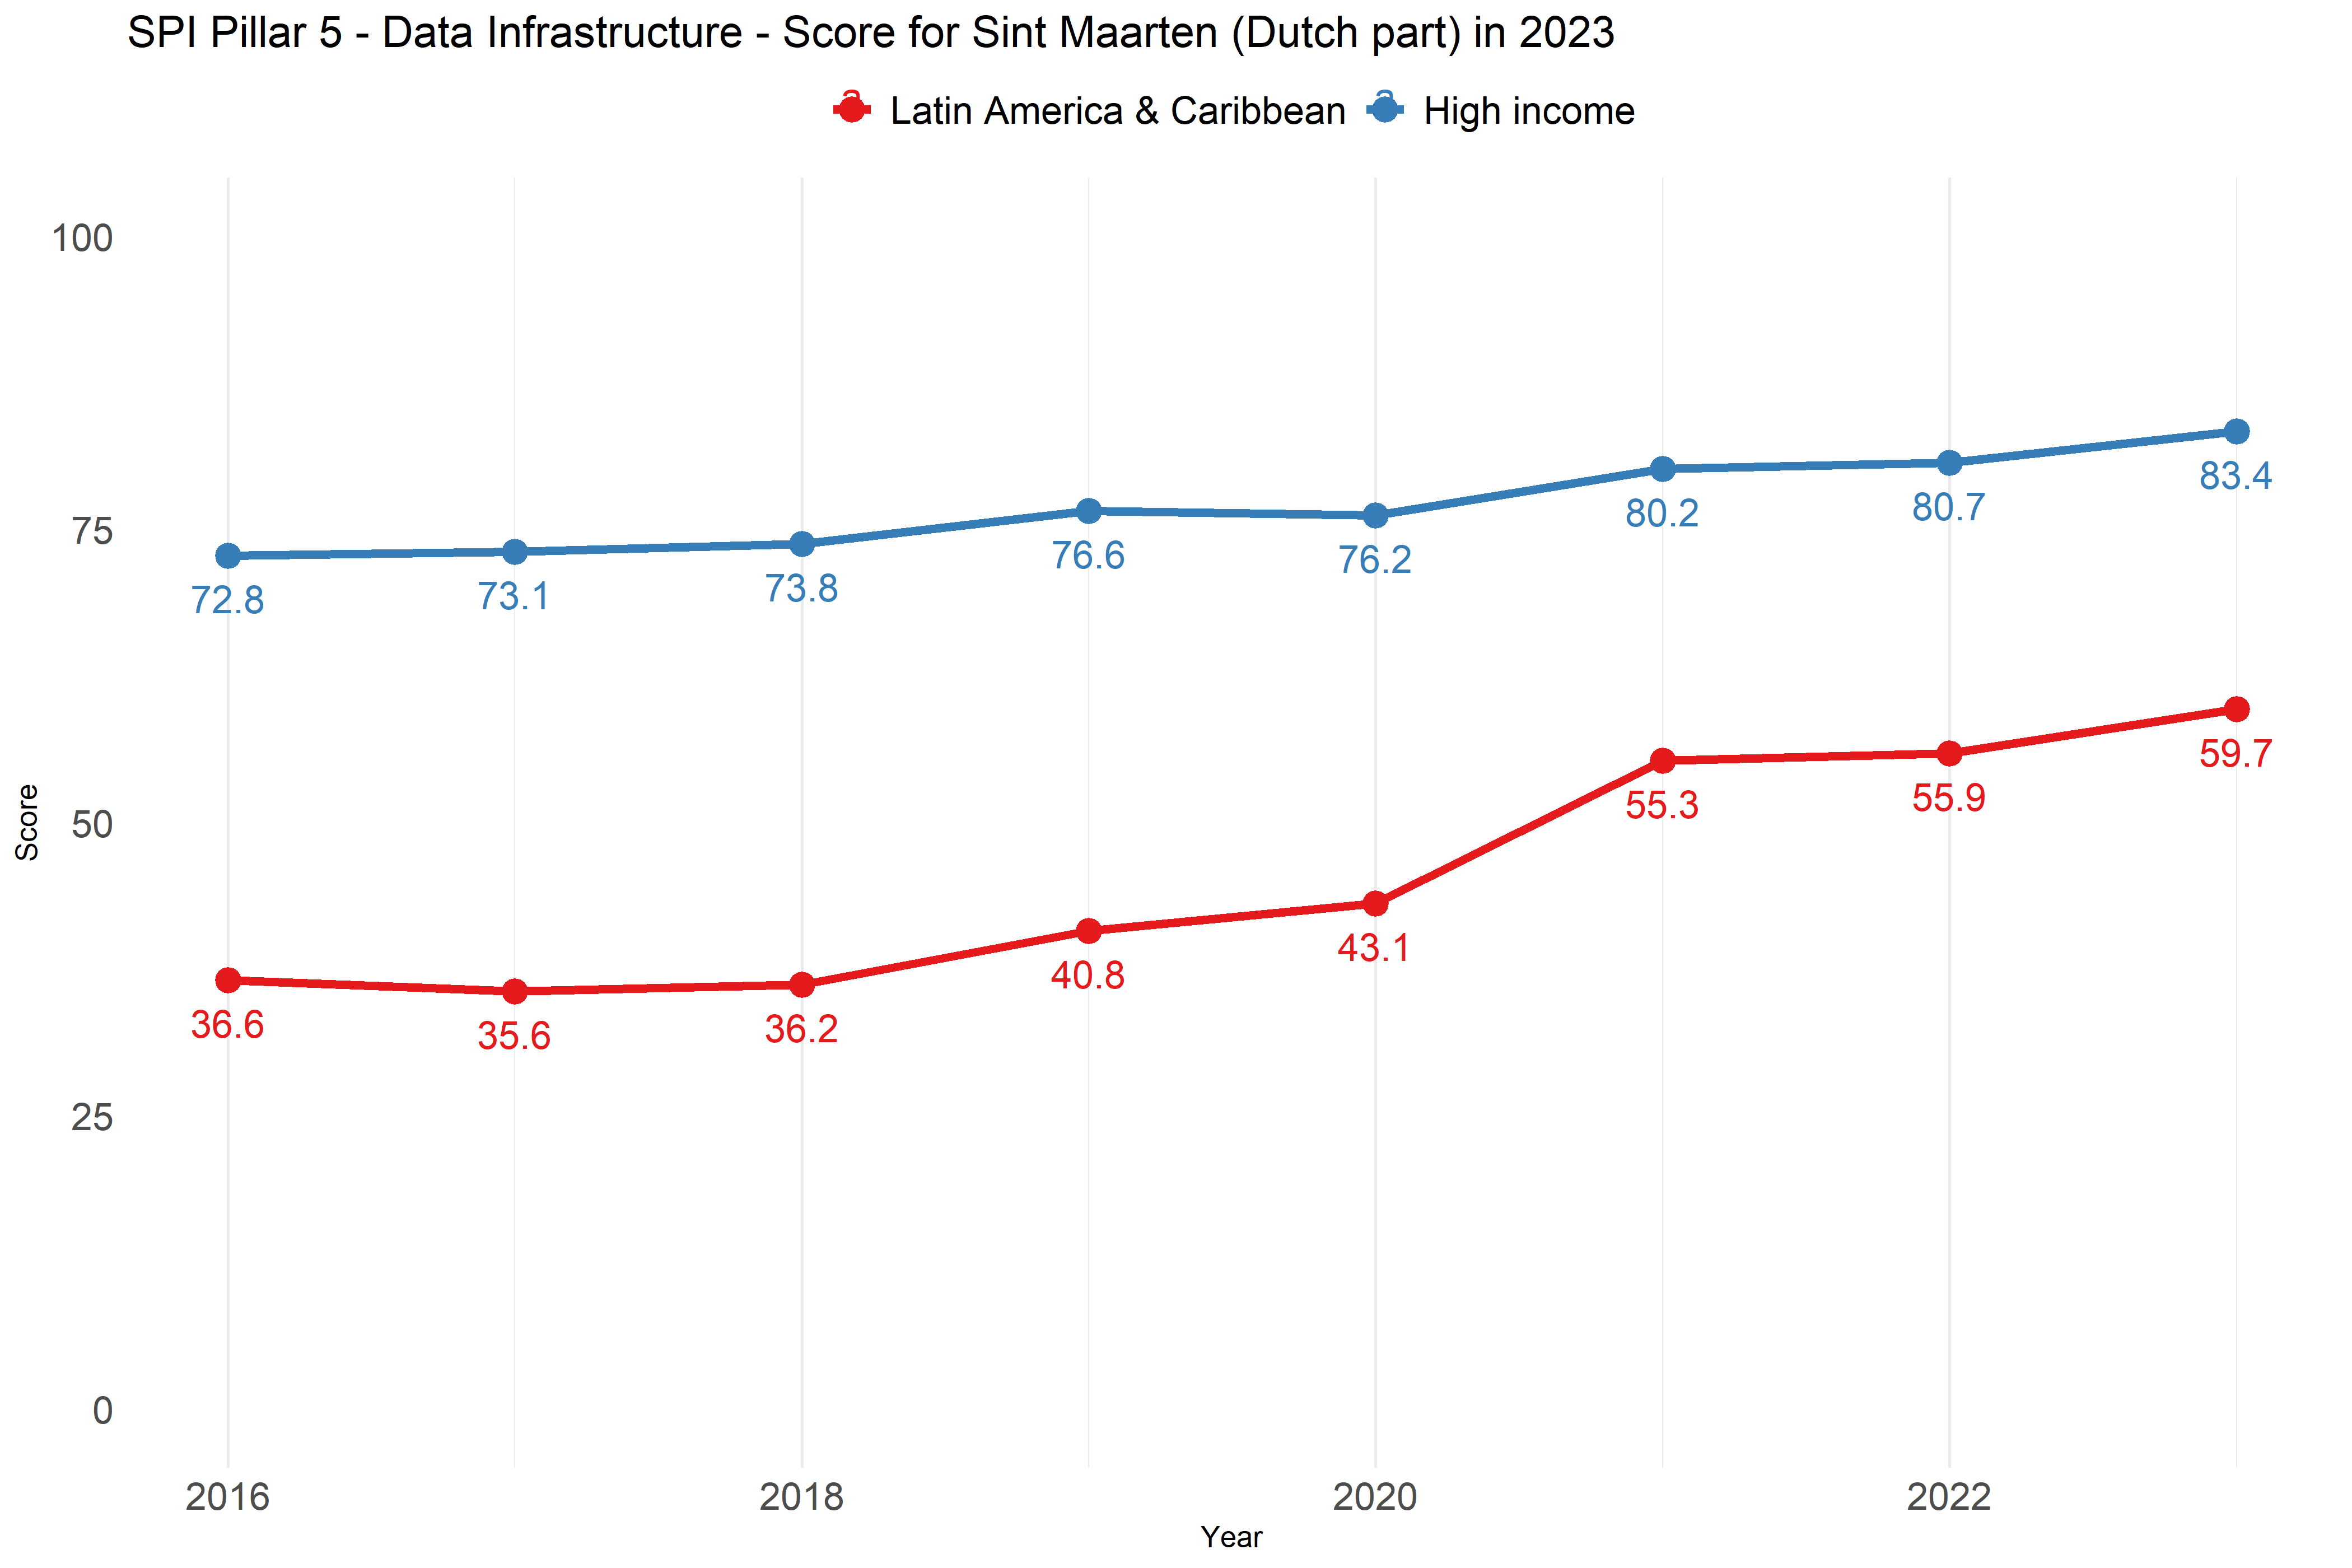 SPI Pillar 5 - Data Infrastructure - Score for Sint Maarten (Dutch part) in 2023
Latin America & Caribbean High income
100
75
50
25
0
Score
72.8 73.1 73.8 76.6 76.2 80.2 80.7 83.4
36.6 35.6 36.2 40.8 43.1 55.3 55.9 59.7
2016 2018 2020 2022
Year